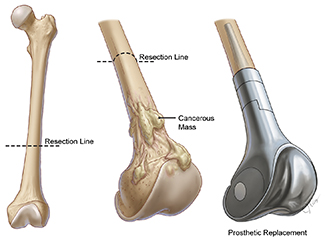 Resection Line
Resection Line
Cancerous
Mass
Prosthetic Replacement